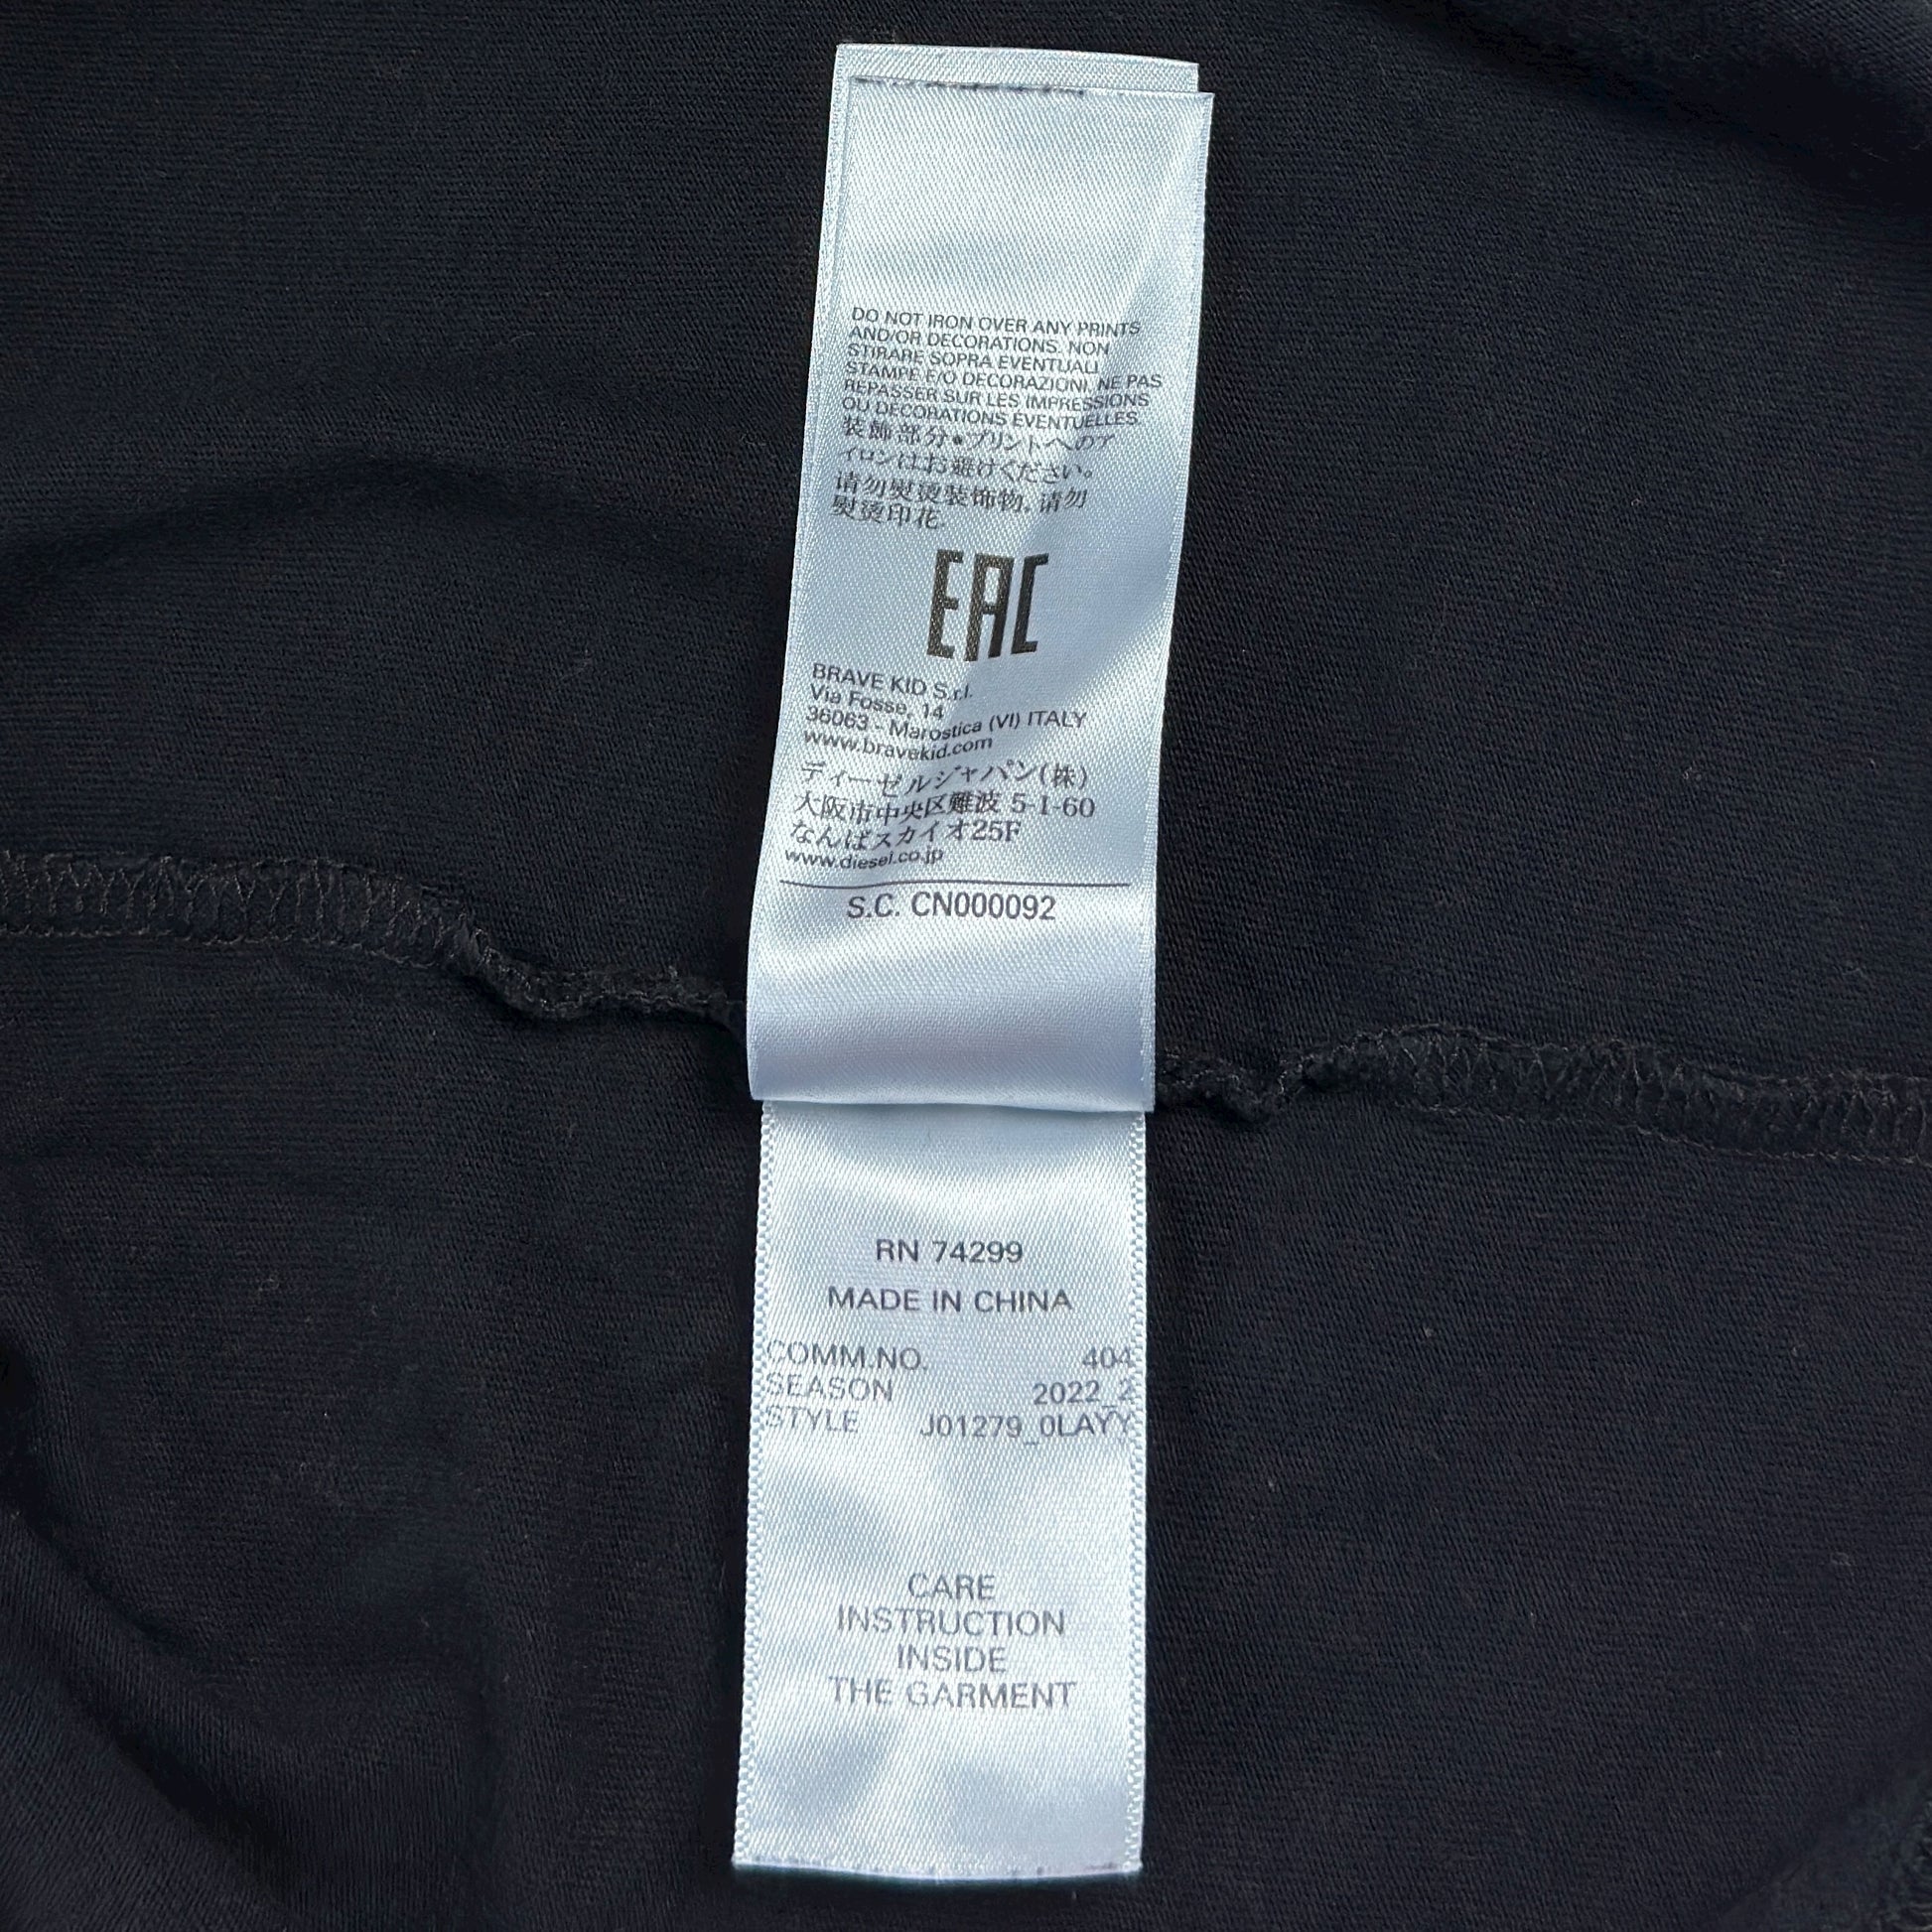 DO NOT IRON OVER ANY PRINTS
AND/OR DECORATIONS. NON
STIRARE SOPRA EVENTUALI
STAMPE E/O DECORAZIONI. NE PAS
REPASSER SUR LES IMPRESSIONS
OU DECORATIONS EVENTUELLES.
装飾部分●プリントへのア
イロンはお避けください。
请勿熨烫装饰物, 请勿
熨烫印花.
EAC
BRAVE KID S.r.l.
Via Fosse, 14
36063 - Marostica (VI) ITALY
www.bravekid.com
ディーゼルジャパン(株)
大阪市中央区難波 5-1-60
なんばスカイオ25F
www.diesel.co.jp
S.C. CN000092
RN 74299
MADE IN CHINA
COMM.NO. 404
SEASON 2022_2
STYLE J01279_0LAYY
CARE
INSTRUCTION
INSIDE
THE GARMENT